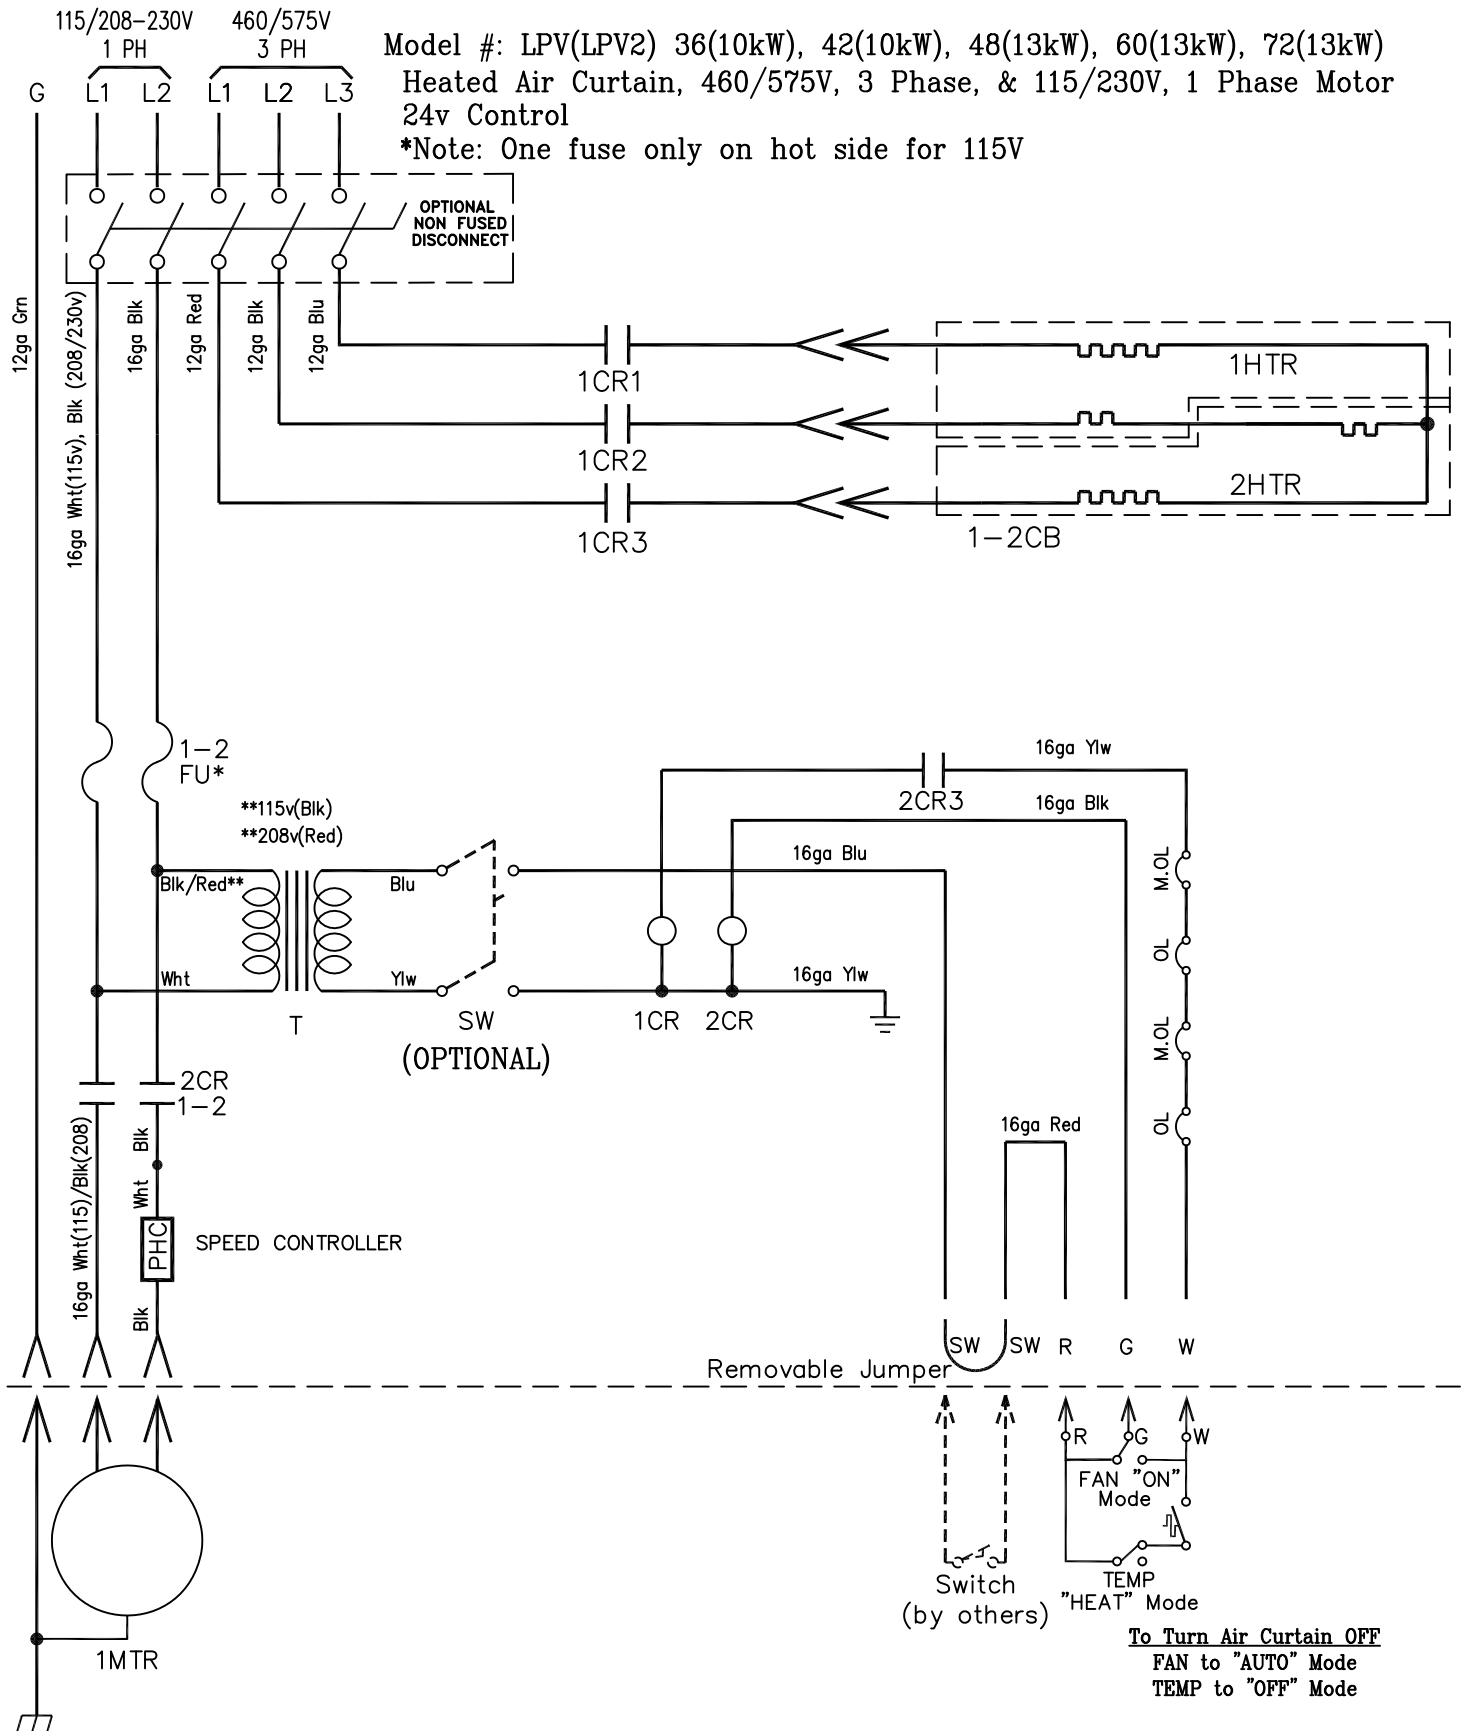 115/208-230V
1 PH
460/575V
3 PH
Model #: LPV(LPV2) 36(10kW), 42(10kW), 48(13kW), 60(13kW), 72(13kW)
Heated Air Curtain, 460/575V, 3 Phase, & 115/230V, 1 Phase Motor
24v Control
*Note: One fuse only on hot side for 115V
G
L1
L2
L1
L2
L3
OPTIONAL
NON FUSED
DISCONNECT
12ga Grn
16ga Wht(115v), Blk (208/230v)
16ga Blk
12ga Red
12ga Blk
12ga Blu
1CR1
1HTR
1CR2
2HTR
1CR3
1-2CB
1-2
FU*
**115v(Blk)
**208v(Red)
16ga Ylw
2CR3
16ga Blk
16ga Blu
Blk/Red**
Blu
M.OL
OL
Wht
Ylw
16ga Ylw
T
SW
(OPTIONAL)
1CR
2CR
M.OL
OL
2CR
1-2
16ga Wht(115)/Blk(208)
Blk
Wht
PHC
SPEED CONTROLLER
Blk
16ga Red
SW
SW
R
G
W
Removable Jumper
R
G
W
FAN "ON"
Mode
TEMP
"HEAT" Mode
Switch
(by others)
1MTR
To Turn Air Curtain OFF
FAN to "AUTO" Mode
TEMP to "OFF" Mode